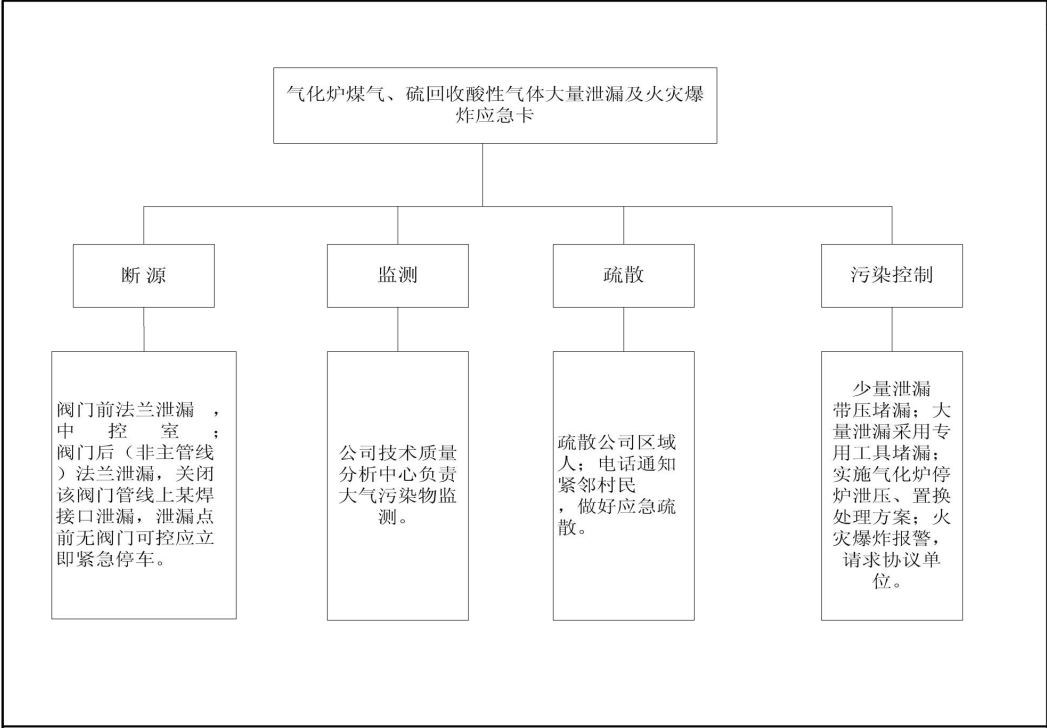 气化炉煤气、硫回收酸性气体大量泄漏及火灾爆
炸应急卡
断 源
监测
疏散
污染控制
阀门前法兰泄漏 ，
中 控 室 ；
阀门后（非主管线
）法兰泄漏，关闭
该阀门管线上某焊
接口泄漏，泄漏点
前无阀门可控应立
即紧急停车。
公司技术质量
分析中心负责
大气污染物监
测。
疏散公司区域
人；电话通知
紧邻村民
，做好应急疏
散。
少量泄漏
带压堵漏；大
量泄漏采用专
用工具堵漏；
实施气化炉停
炉泄压、置换
处理方案；火
灾爆炸报警，
请求协议单
位。